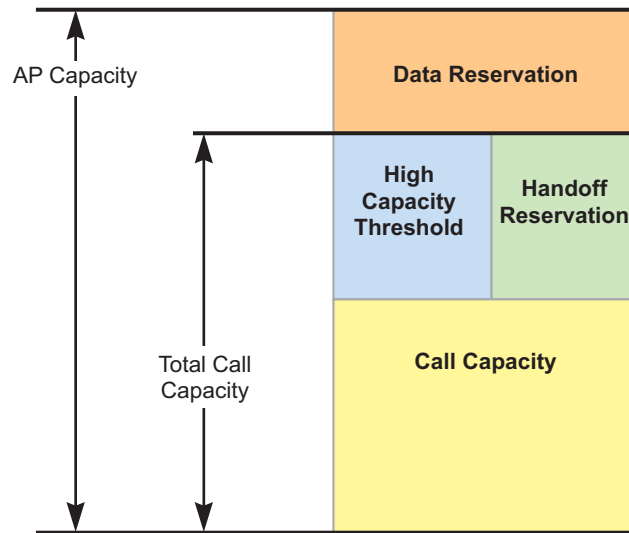 AP Capacity
Data Reservation
High
Capacity
Threshold
Handoff
Reservation
Total Call
Capacity
Call Capacity